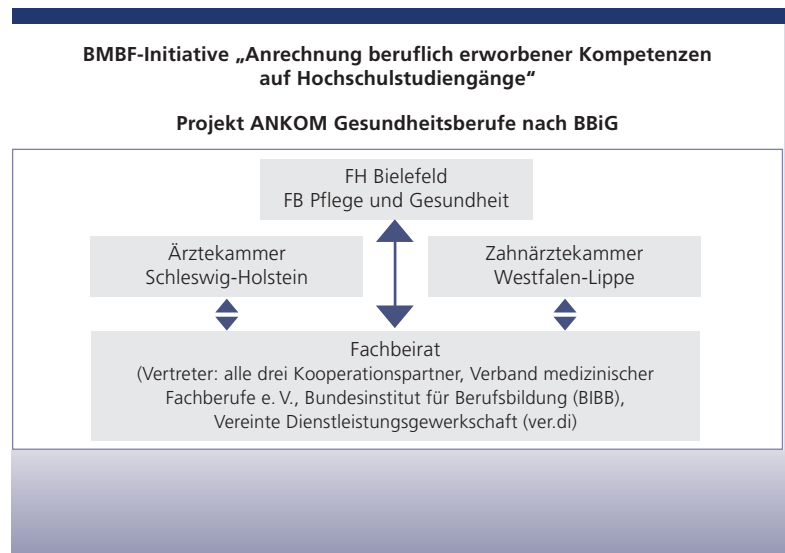 BMBF-Initiative „Anrechnung beruflich erworbener Kompetenzen
auf Hochschulstudiengänge“
Projekt ANKOM Gesundheitsberufe nach BBiG
FH Bielefeld
FB Pflege und Gesundheit
Ärztekammer
Schleswig-Holstein
Zahnärztekammer
Westfalen-Lippe
Fachbeirat
(Vertreter: alle drei Kooperationspartner, Verband medizinischer
Fachberufe e. V., Bundesinstitut für Berufsbildung (BIBB),
Vereinte Dienstleistungsgewerkschaft (ver.di)